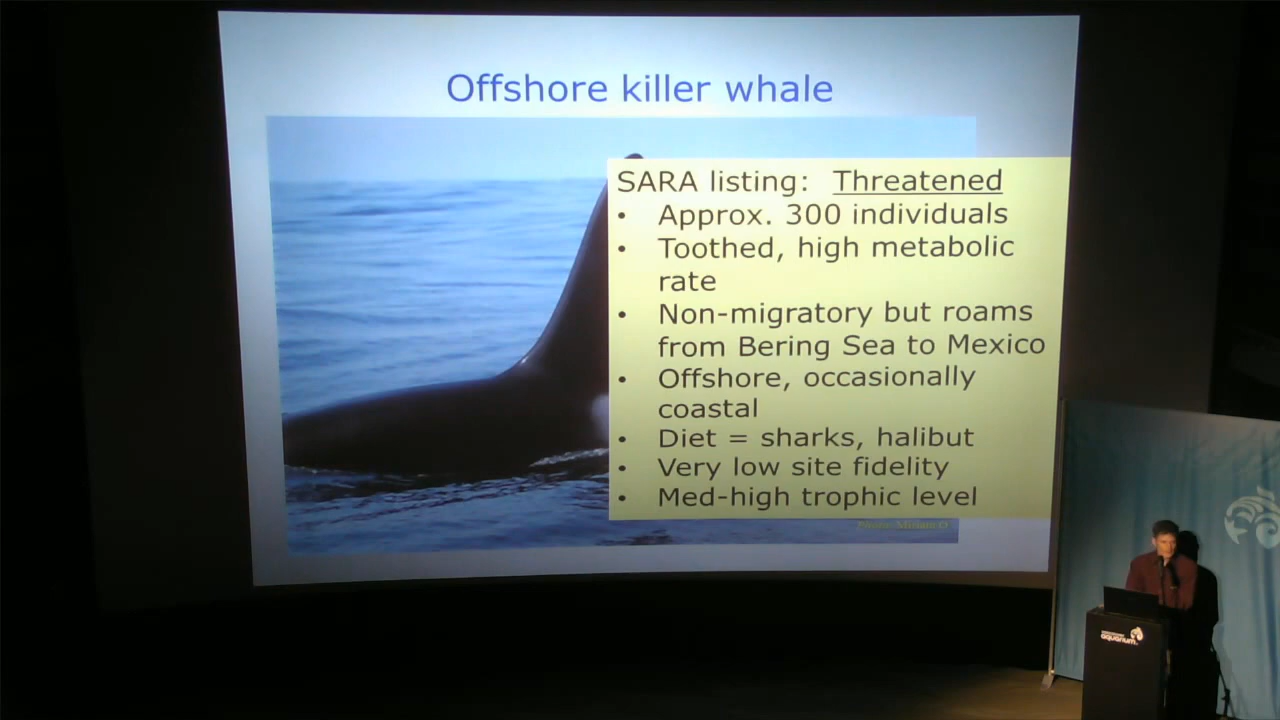 Offshore killer whale
SARA listing: Threatened
• Approx. 300 individuals
• Toothed, high metabolic
rate
• Non-migratory but roams
from Bering Sea to Mexico
• Offshore, occasionally
coastal
• Diet = sharks, halibut
• Very low site fidelity
• Med-high trophic level
aquarium